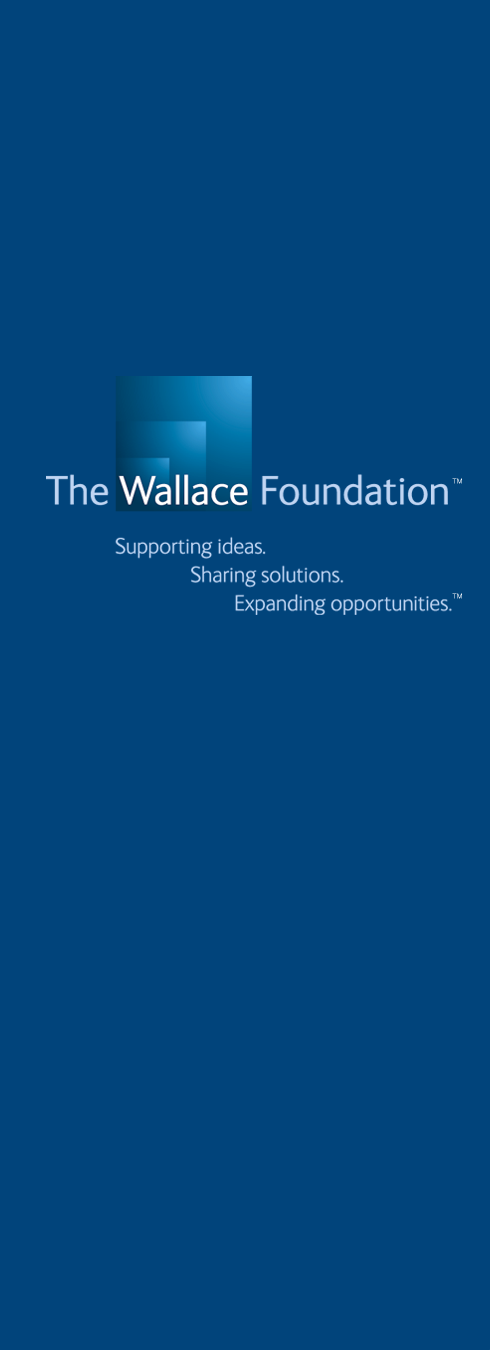 The Wallace Foundation™
Supporting ideas.
Sharing solutions.
Expanding opportunities.™